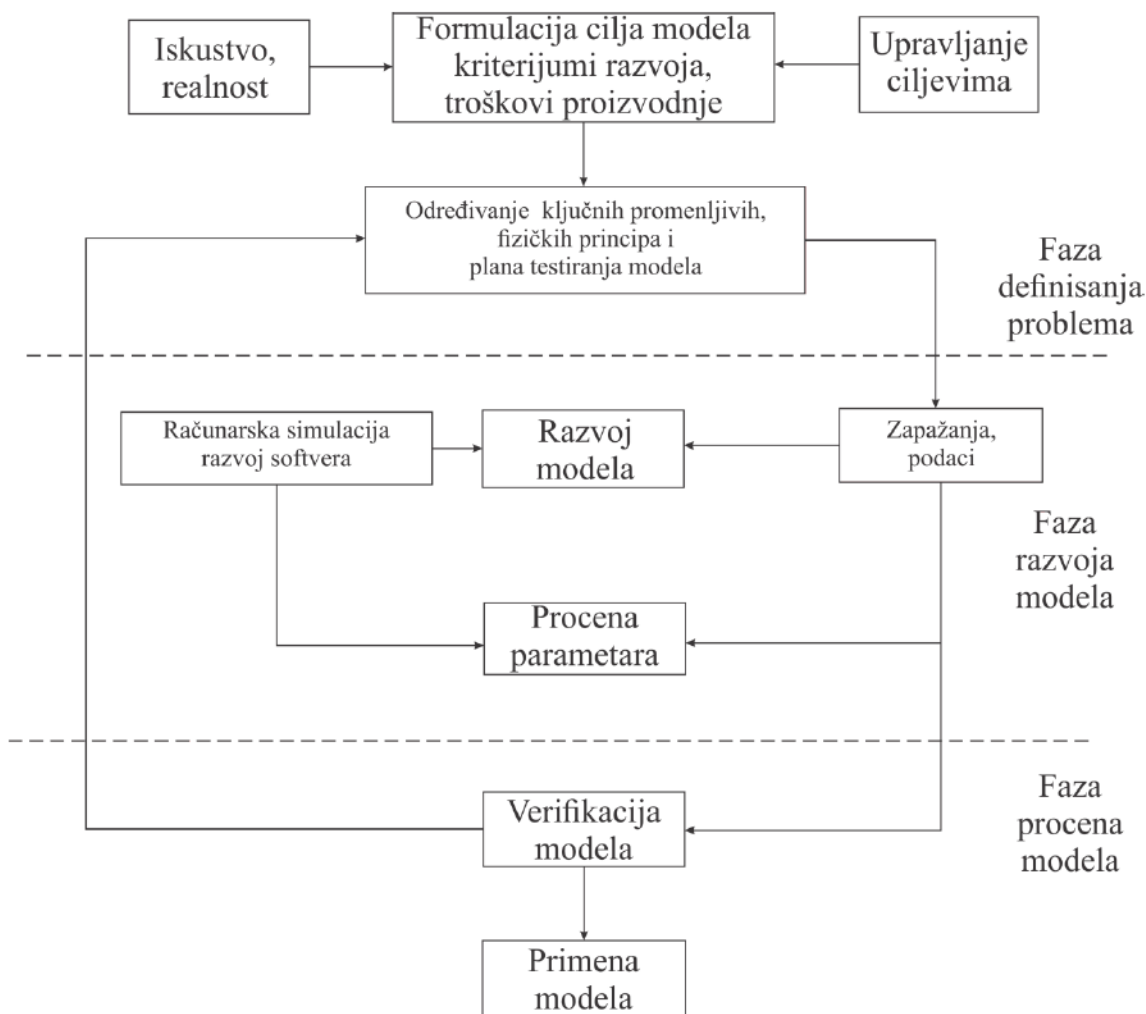 Iskustvo,
realnost
Formulacija cilja modela
kriterijumi razvoja,
troškovi proizvodnje
Upravljanje
ciljevima
Određivanje ključnih promenljivih,
fizičkih principa i
plana testiranja modela
Faza
definisanja
problema
Računarska simulacija
razvoj softvera
Razvoj
modela
Zapažanja,
podaci
Faza
razvoja
modela
Procena
parametara
Verifikacija
modela
Faza
procena
modela
Primena
modela